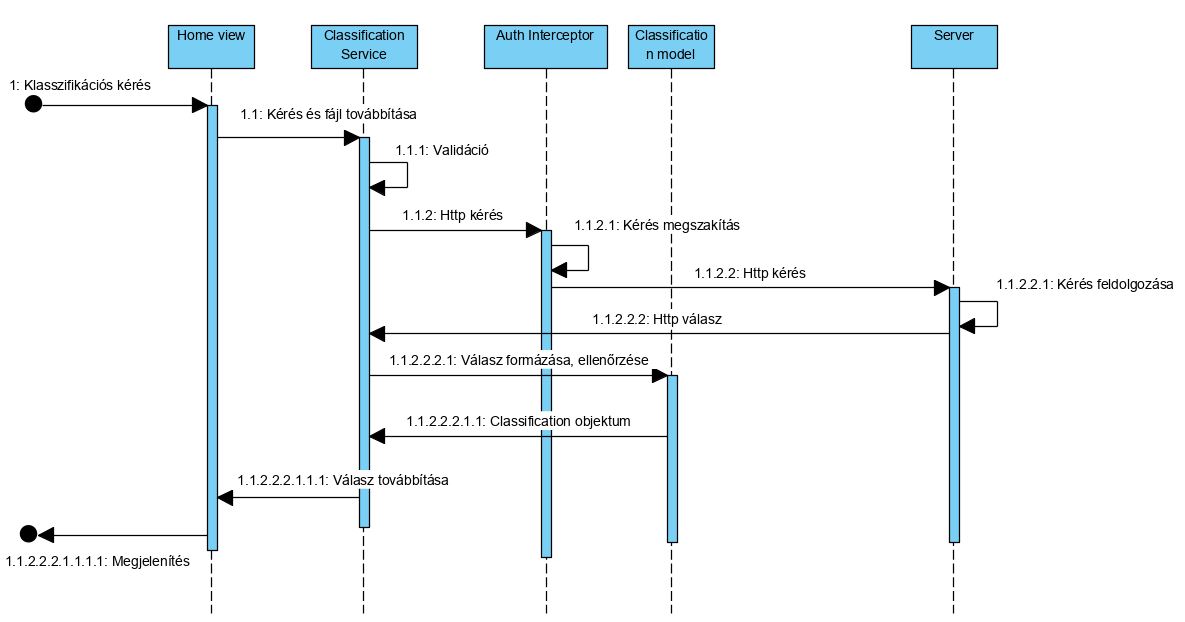 Home view
Classification
Service
Auth Interceptor
Classificatio
n model
Server
1: Klasszifikációs kérés
1.1: Kérés és fájl továbbítása
1.1.1: Validáció
1.1.2: Http kérés
1.1.2.1: Kérés megszakítás
1.1.2.2: Http kérés
1.1.2.2.1: Kérés feldolgozása
1.1.2.2.2: Http válasz
1.1.2.2.2.1: Válasz formázása, ellenőrzése
1.1.2.2.2.1.1: Classification objektum
1.1.2.2.2.1.1.1: Válasz továbbítása
1.1.2.2.2.1.1.1.1: Megjelenítés